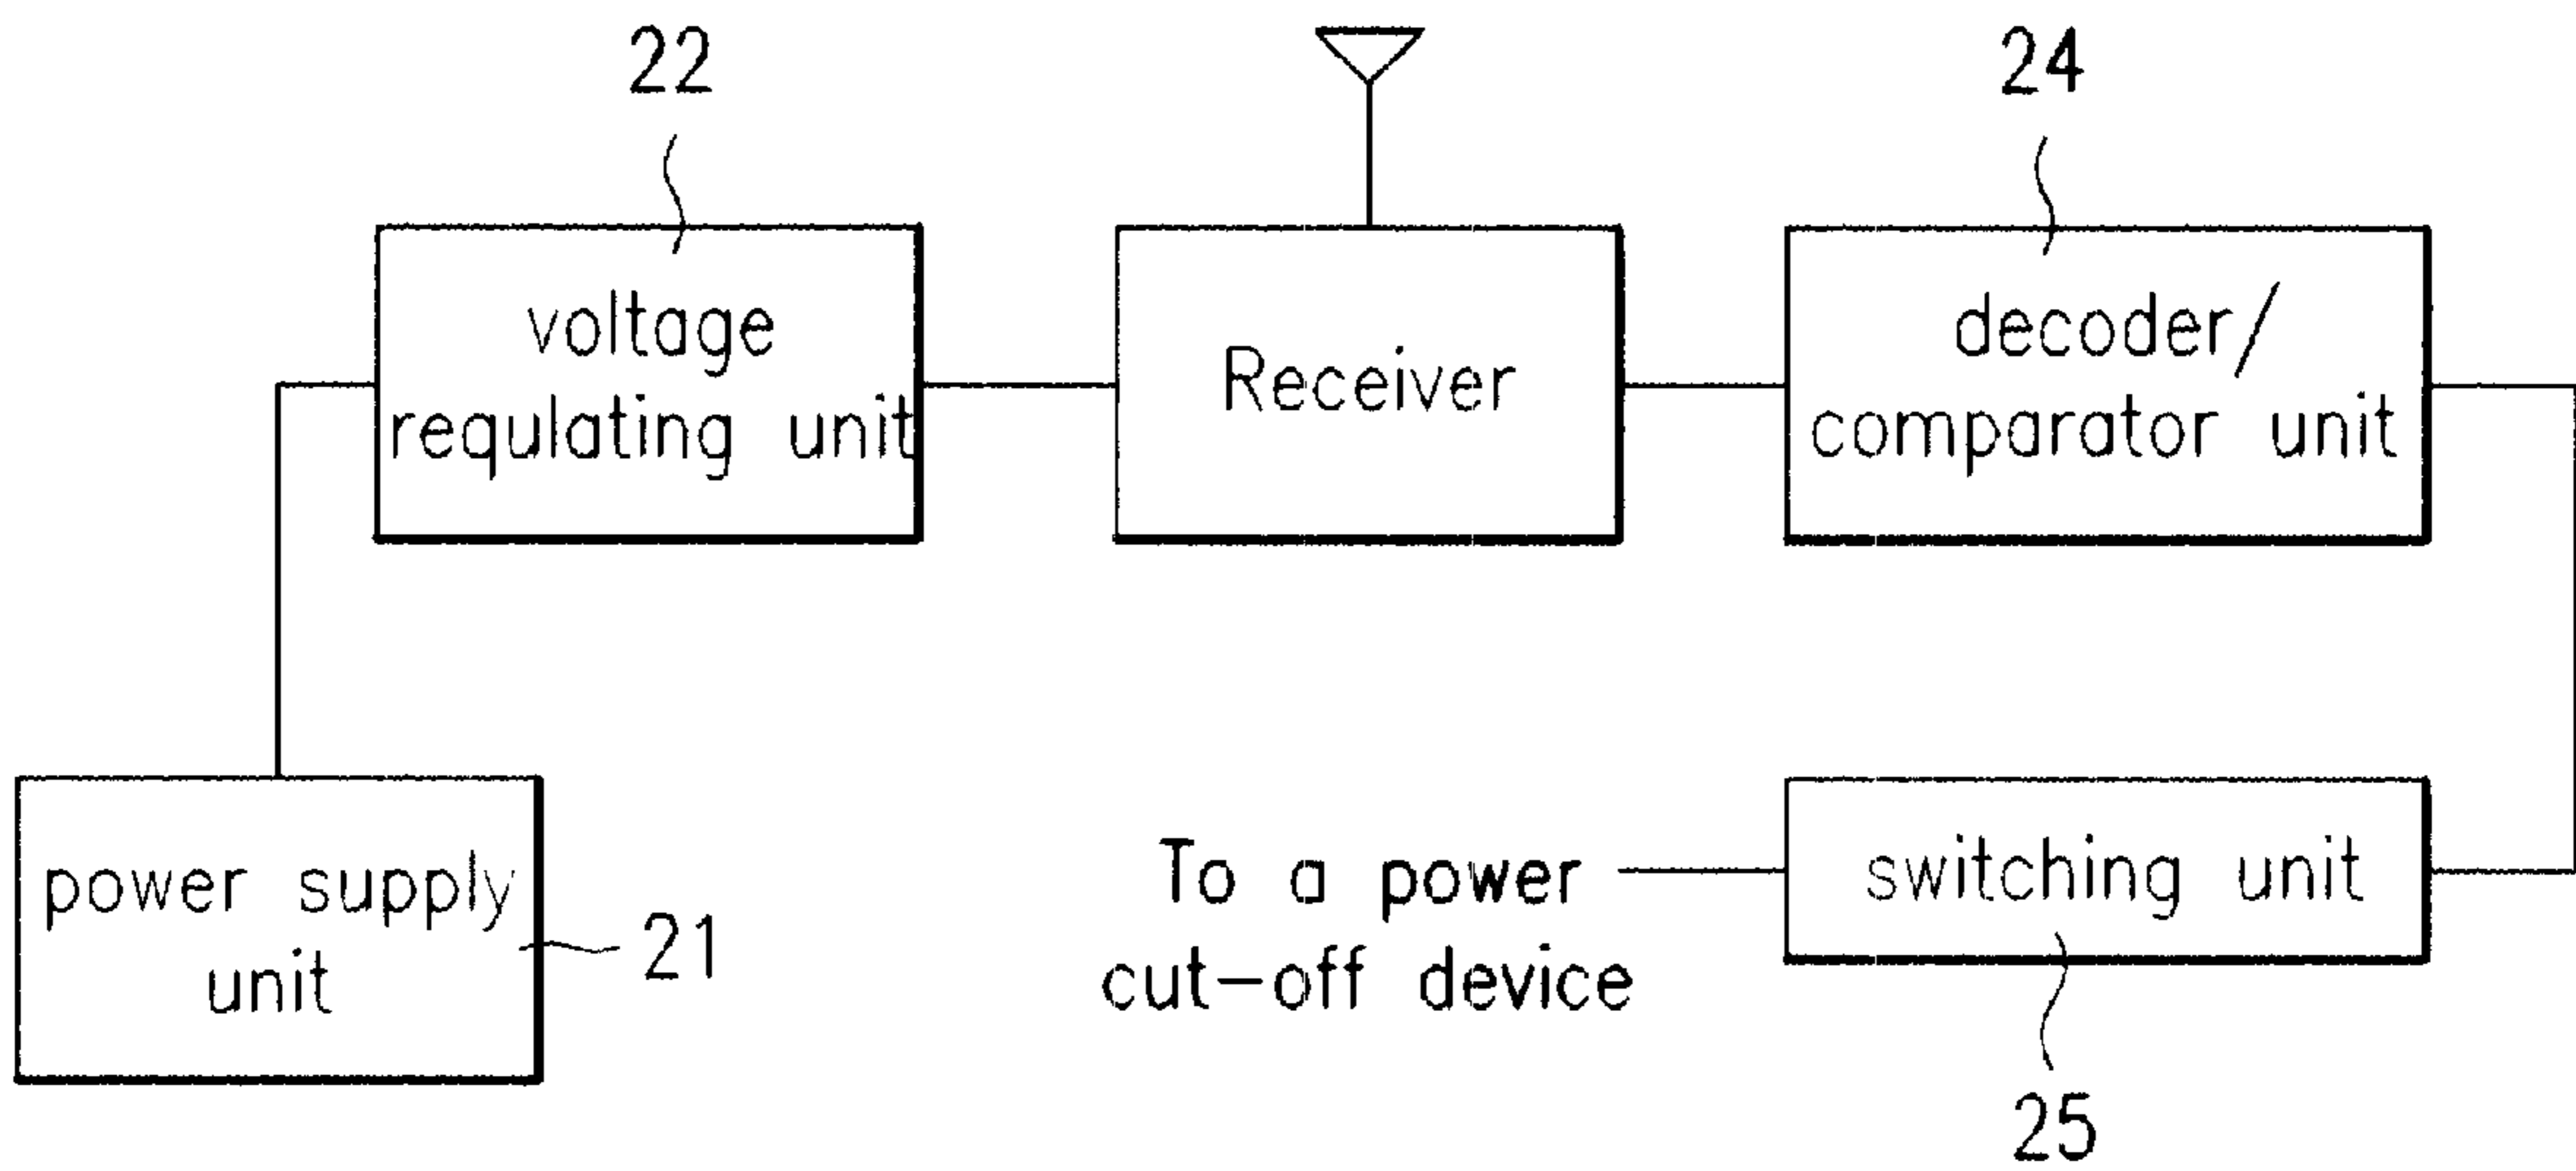 22
24
voltage
requlating unit
Receiver
decoder/
comparator unit
power supply
unit
21
To a power
cut-off device
switching unit
25